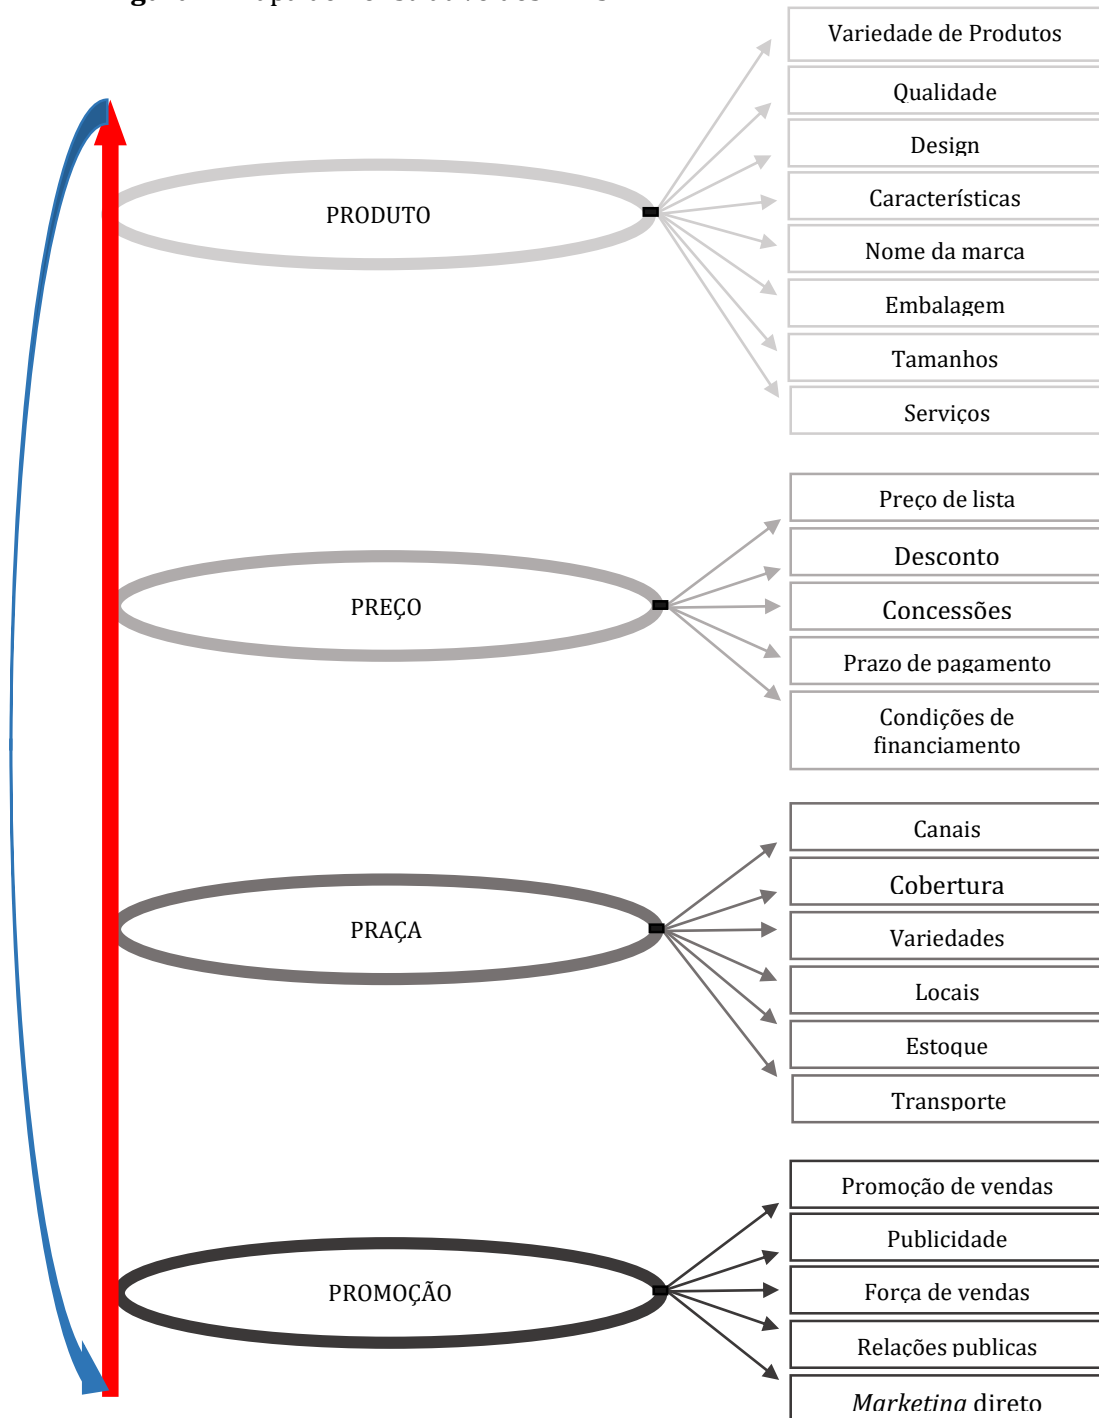 Variedade de Produtos
Qualidade
Design
Características
Nome da marca
Embalagem
Tamanhos
Serviços
PRODUTO
Preço de lista
Desconto
Concessões
Prazo de pagamento
Condições de
financiamento
PREÇO
Canais
Cobertura
Variedades
Locais
Estoque
Transporte
PRAÇA
Promoção de vendas
Publicidade
Força de vendas
Relações publicas
Marketing direto
PROMOÇÃO